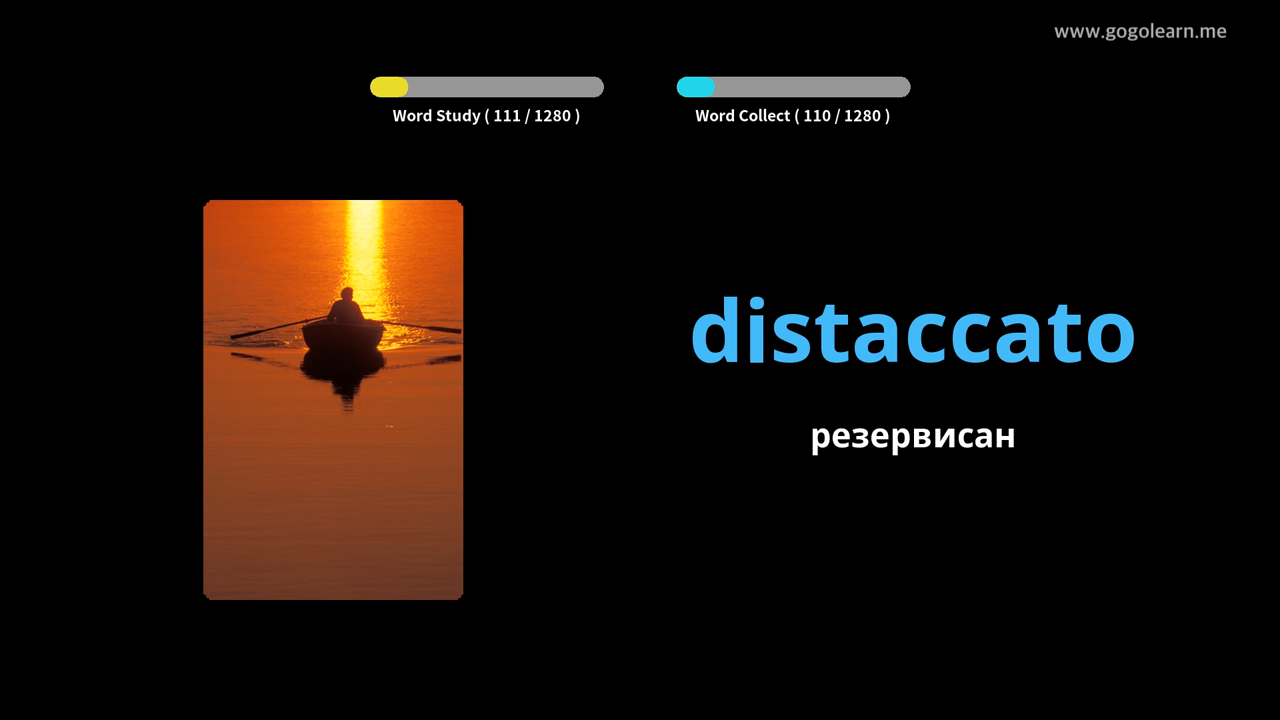 www.gogolearn.me
Word Study ( 111 / 1280 )
Word Collect ( 110 / 1280 )
distaccato
резервисан